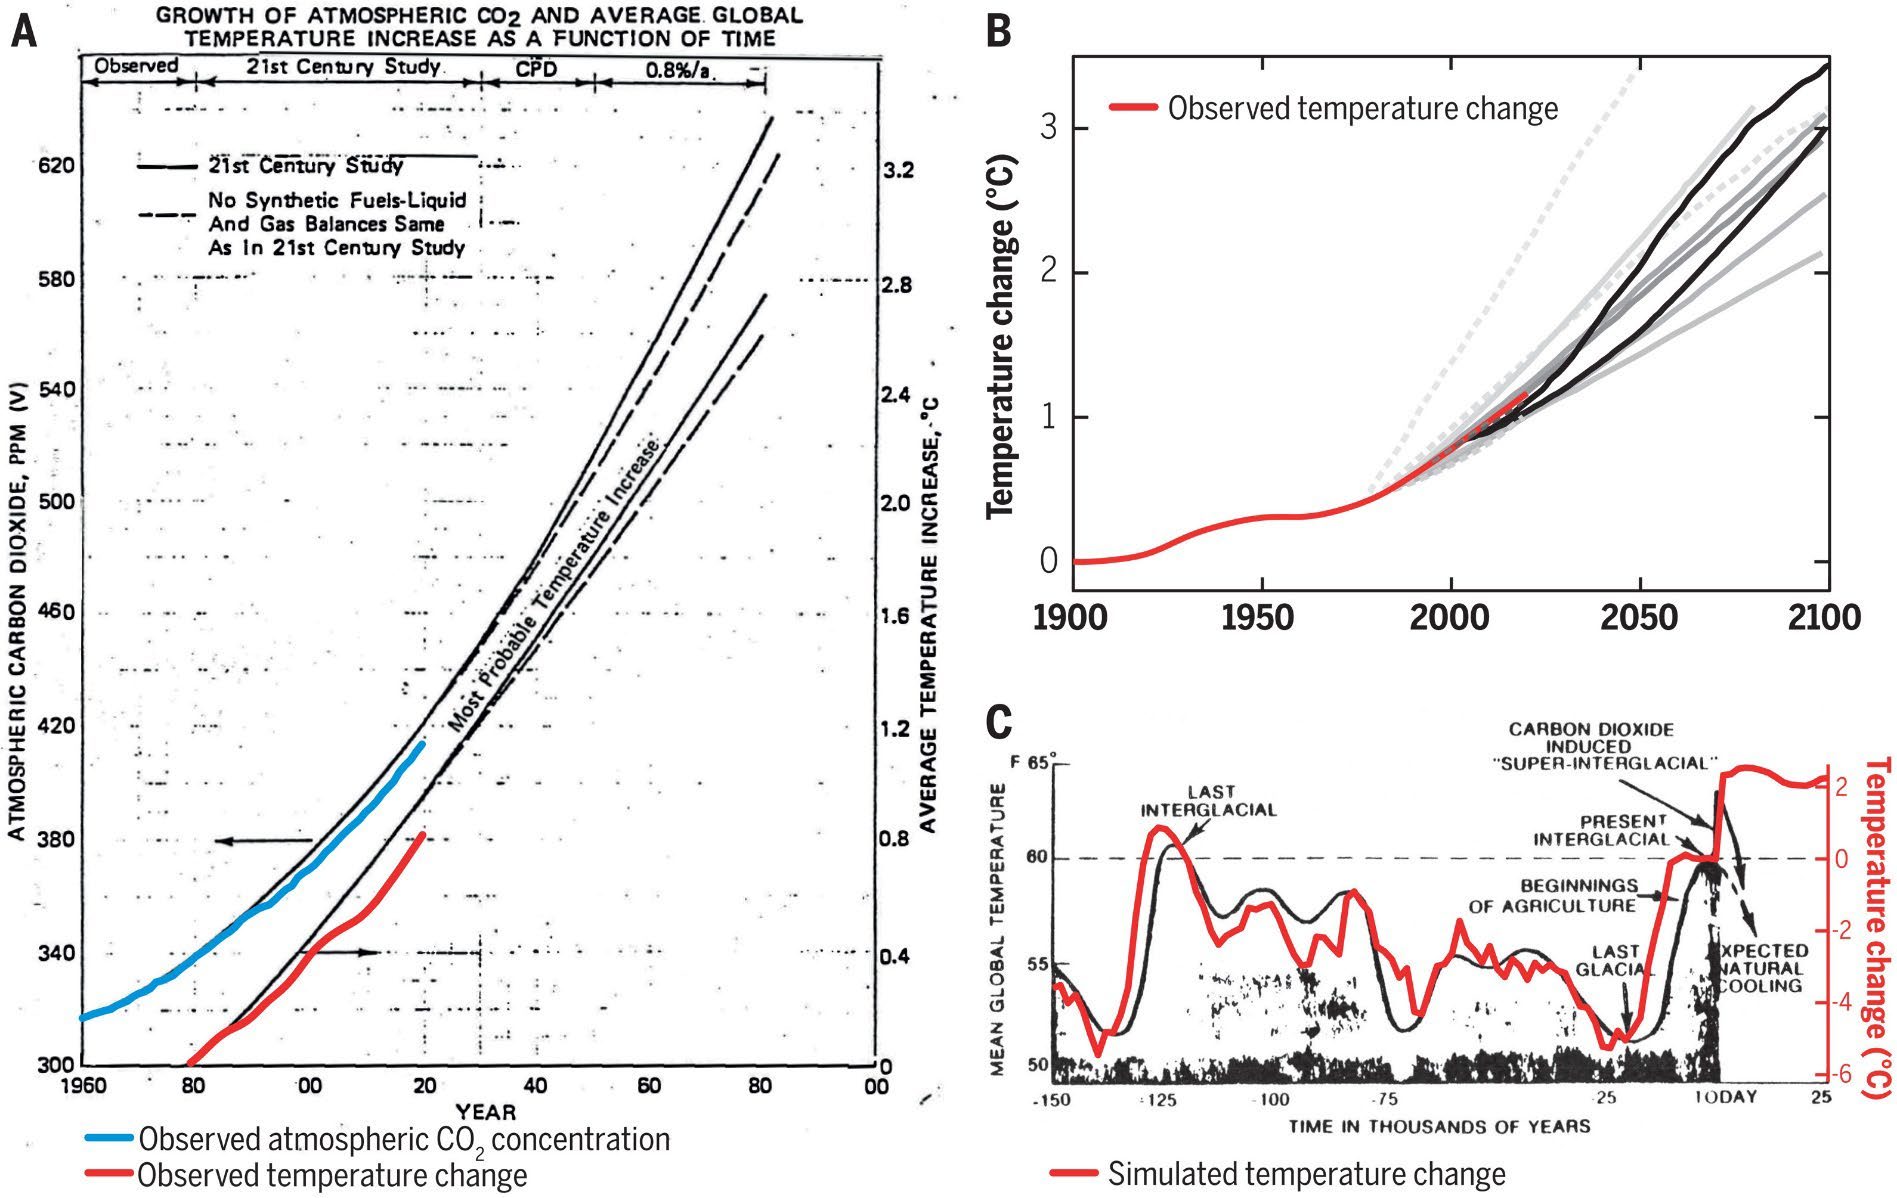 A
GROWTH OF ATMOSPHERIC CO2 AND AVERAGE GLOBAL
TEMPERATURE INCREASE AS A FUNCTION OF TIME
Observed
21st Century Study
CPD
0.8%/a
21st Century Study
No Synthetic Fuels-Liquid
And Gas Balances Same
As In 21st Century Study
ATMOSPHERIC CARBON DIOXIDE, PPM (V)
620
580
540
500
460
420
380
340
300
AVERAGE TEMPERATURE INCREASE, °C
3.2
2.8
2.4
2.0
1.6
1.2
0.8
0.4
0
Most Probable Temperature Increase
1960
80
00
20
40
60
80
00
YEAR
Observed atmospheric CO2 concentration
Observed temperature change
B
Observed temperature change
Temperature change (°C)
3
2
1
0
1900
1950
2000
2050
2100
C
CARBON DIOXIDE
INDUCED
"SUPER-INTERGLACIAL"
F 65°
60
55
50
MEAN GLOBAL TEMPERATURE
LAST
INTERGLACIAL
PRESENT
INTERGLACIAL
BEGINNINGS
OF AGRICULTURE
LAST
GLACIAL
XPECTED
NATURAL
COOLING
Temperature change (°C)
2
0
-2
-4
-6
-150
-125
-100
-75
25
TODAY
25
TIME IN THOUSANDS OF YEARS
Simulated temperature change